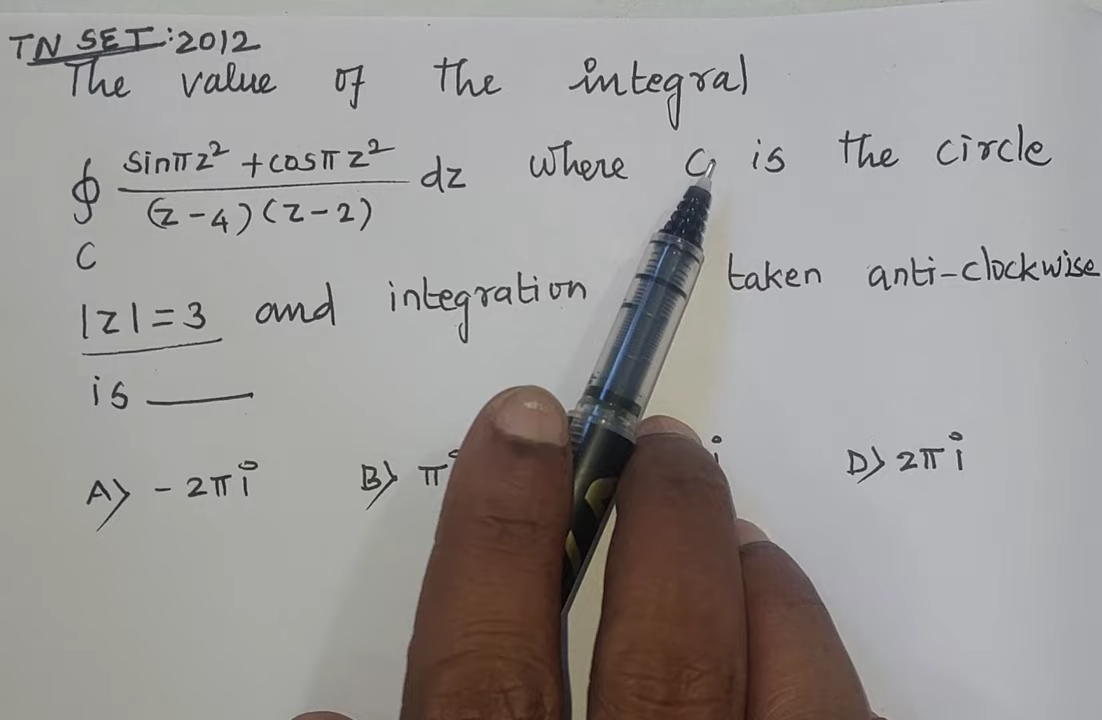 TN SET:2012
The value of the integral
∮ sinπz² + cosπz² / (z-4)(z-2) dz where C is the circle
C
|z|=3 and integration taken anti-clockwise
is ____
A) -2πi B) π i D) 2πi